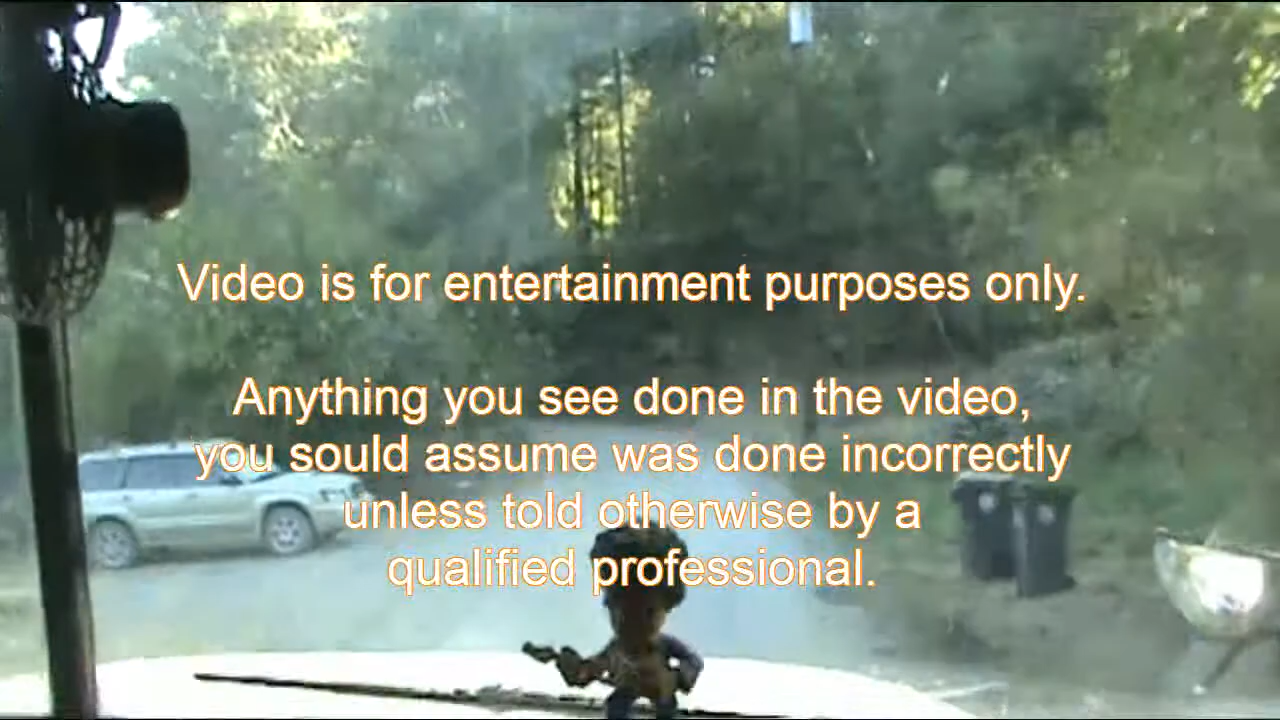 Video is for entertainment purposes only.
Anything you see done in the video,
you sould assume was done incorrectly
unless told otherwise by a
qualified professional.